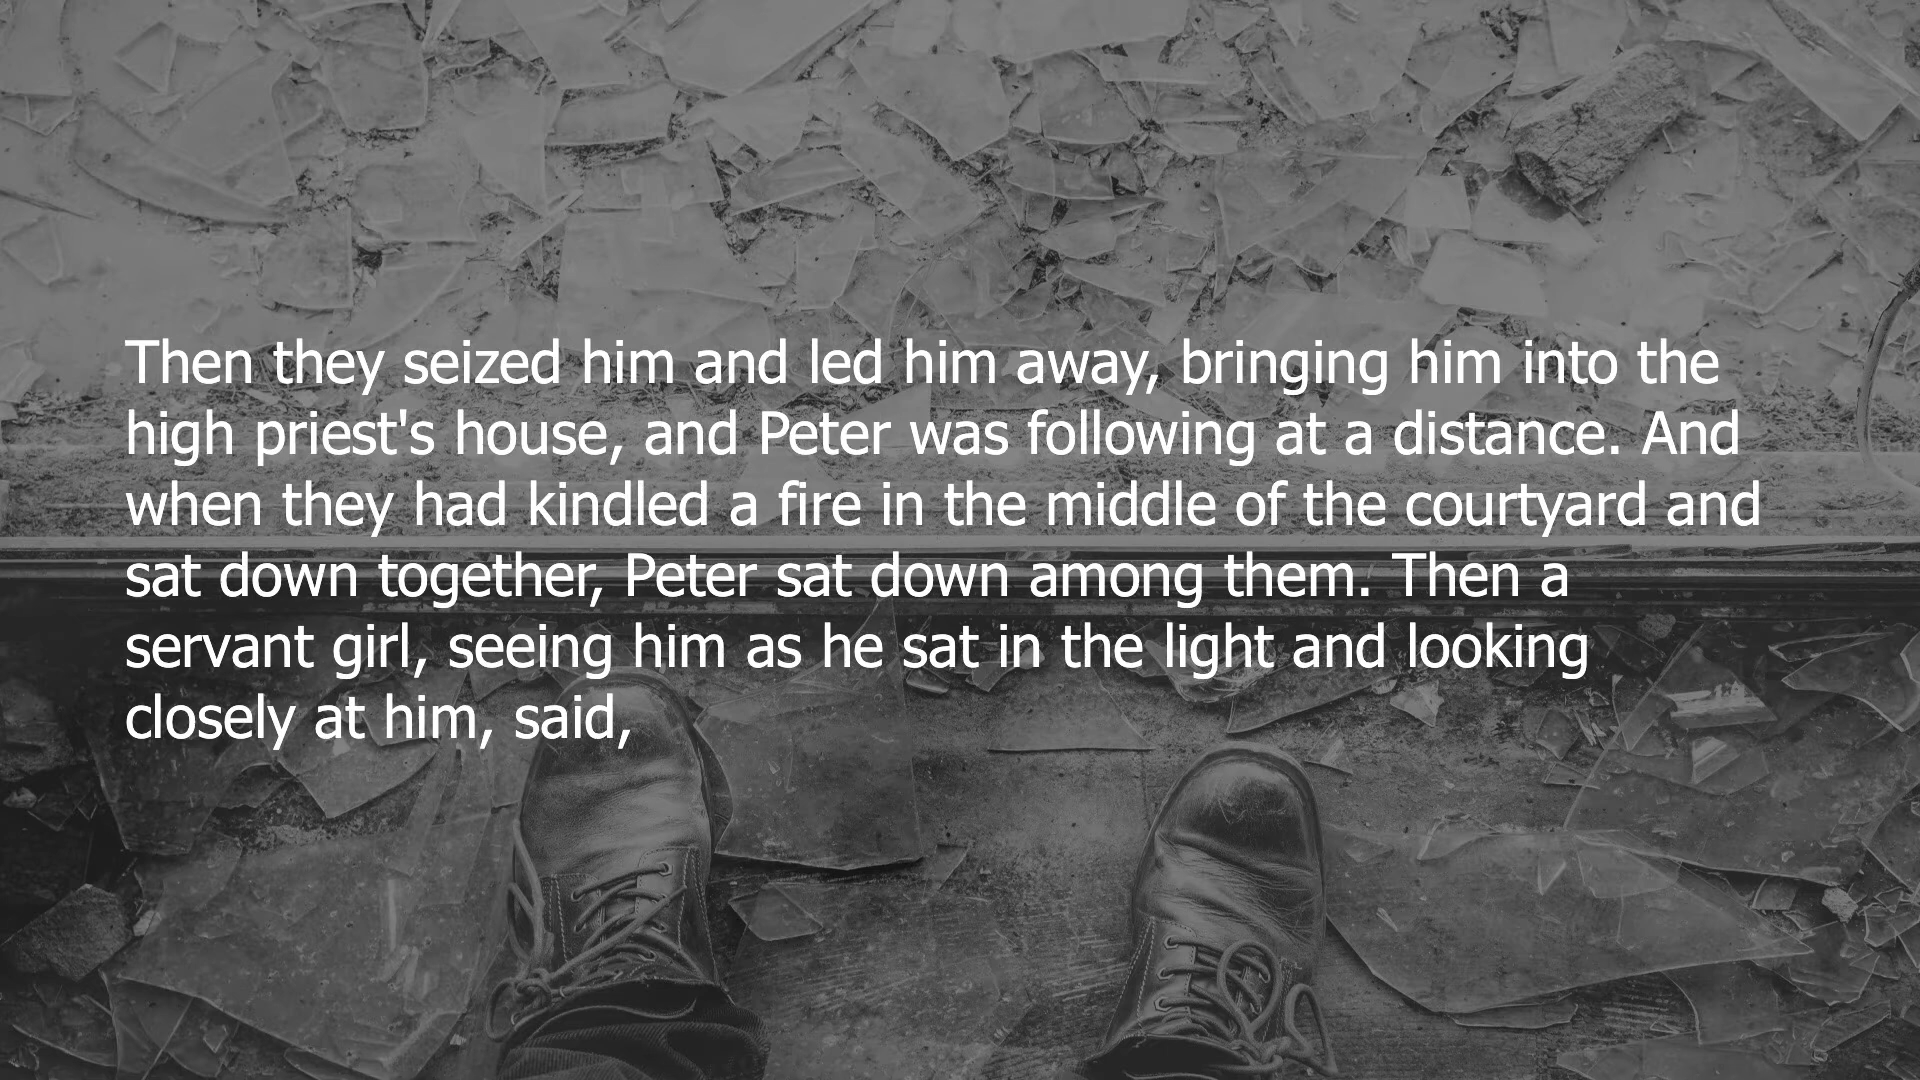 Then they seized him and led him away, bringing him into the
high priest's house, and Peter was following at a distance. And
when they had kindled a fire in the middle of the courtyard and
sat down together, Peter sat down among them. Then a
servant girl, seeing him as he sat in the light and looking
closely at him, said,